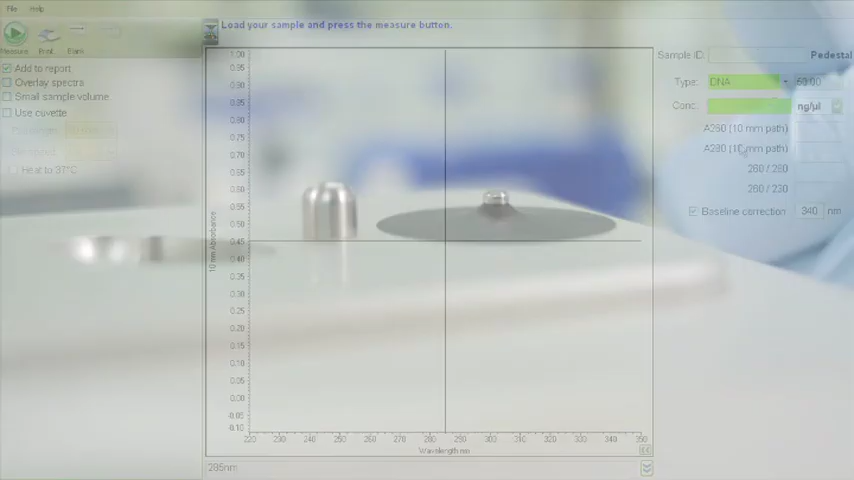 File Help
Measure Print Blank
Load your sample and press the measure button.
Add to report
Overlay spectra
Small sample volume
Use cuvette
Heat to 37°C
Sample ID:
Pedestal
Type: DNA
Conc. ng/µl
A260 (10 mm path)
A280 (10 mm path)
260 / 280
260 / 230
Baseline correction 340 nm
10 mm Absorbance
1.00
0.95
0.90
0.85
0.80
0.75
0.70
0.65
0.60
0.55
0.50
0.45
0.40
0.35
0.30
0.25
0.20
0.15
0.10
0.05
0.00
-0.05
-0.10
220 230 240 250 260 270 280 290 300 310 320 330 340 350
Wavelength nm
285nm